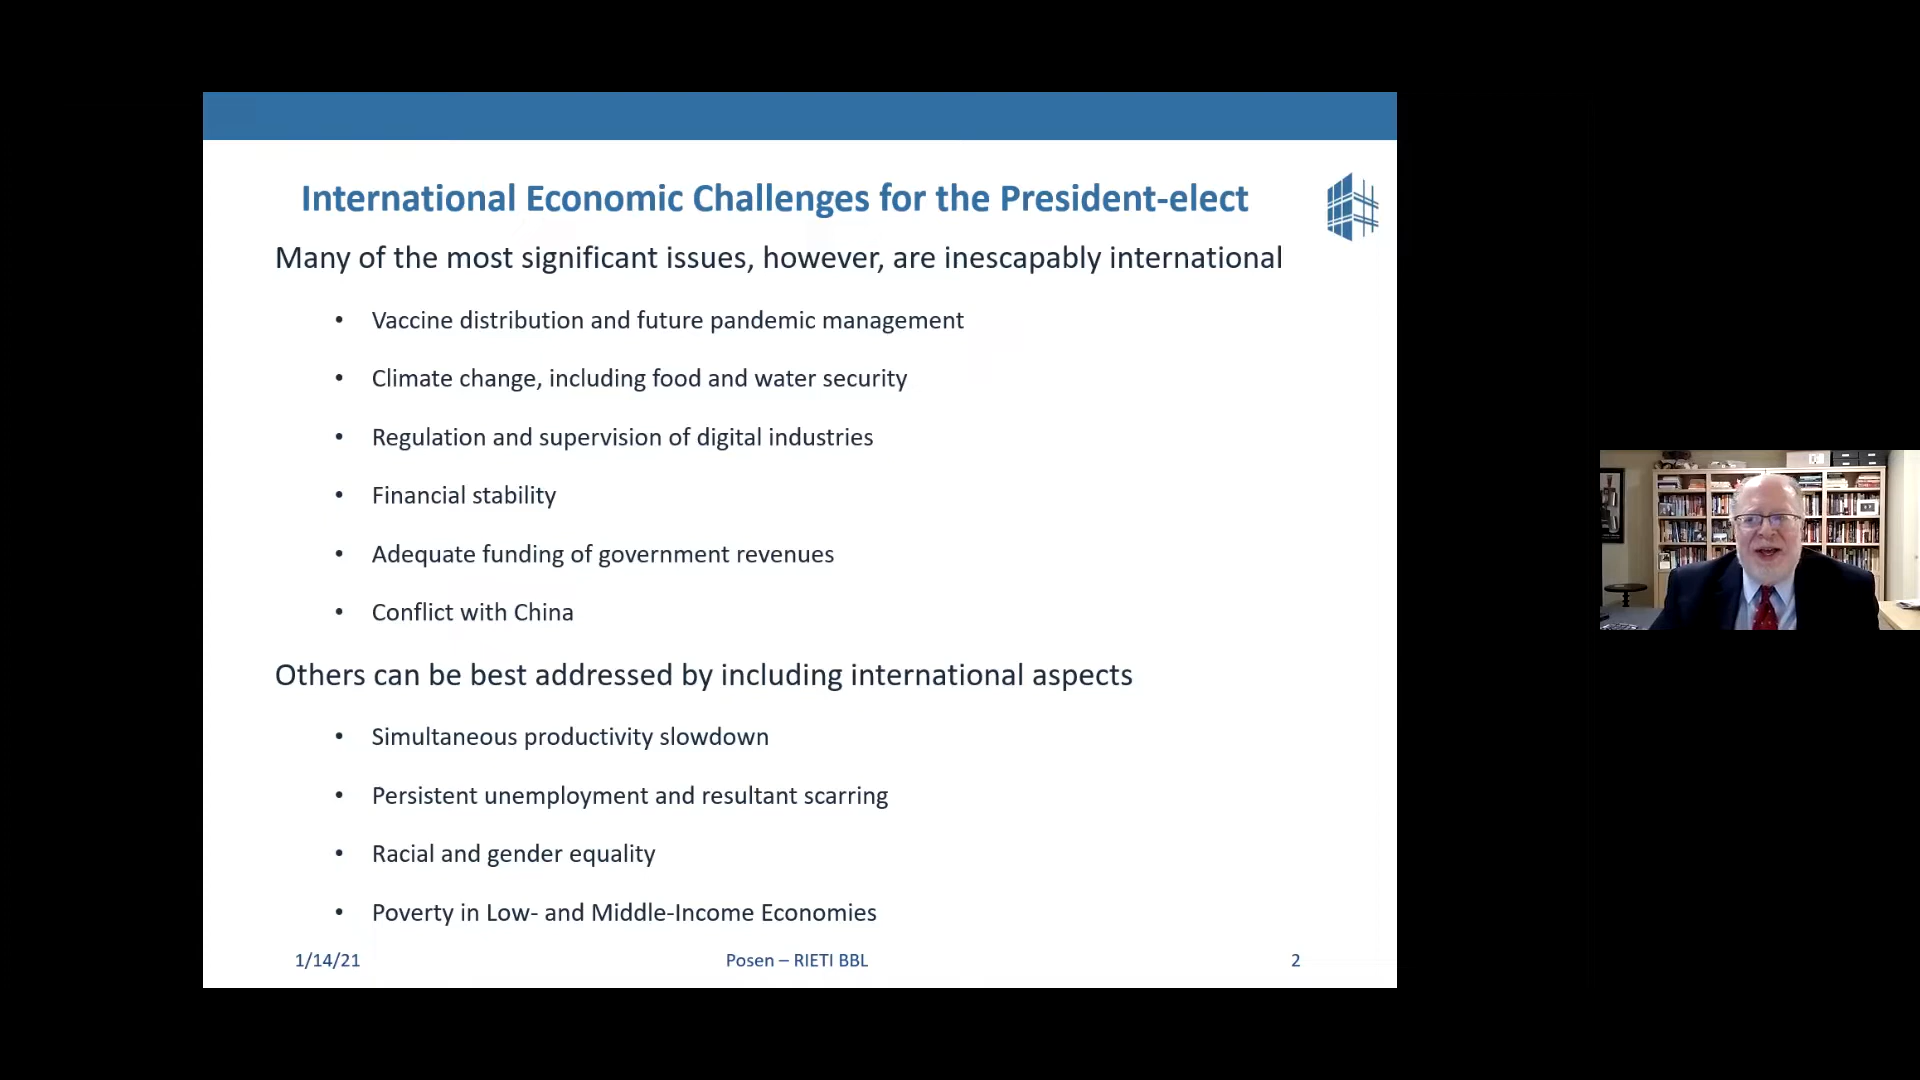 International Economic Challenges for the President-elect
Many of the most significant issues, however, are inescapably international
• Vaccine distribution and future pandemic management
• Climate change, including food and water security
• Regulation and supervision of digital industries
• Financial stability
• Adequate funding of government revenues
• Conflict with China
Others can be best addressed by including international aspects
• Simultaneous productivity slowdown
• Persistent unemployment and resultant scarring
• Racial and gender equality
• Poverty in Low- and Middle-Income Economies
1/14/21
Posen – RIETI BBL
2